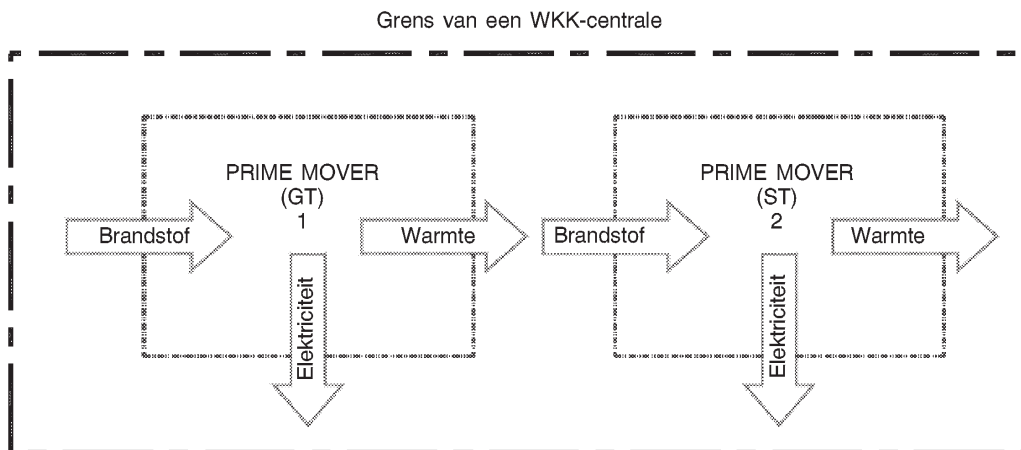 Grens van een WKK-centrale
PRIME MOVER
(GT)
1
Brandstof
Warmte
Elektriciteit
PRIME MOVER
(ST)
2
Brandstof
Warmte
Elektriciteit